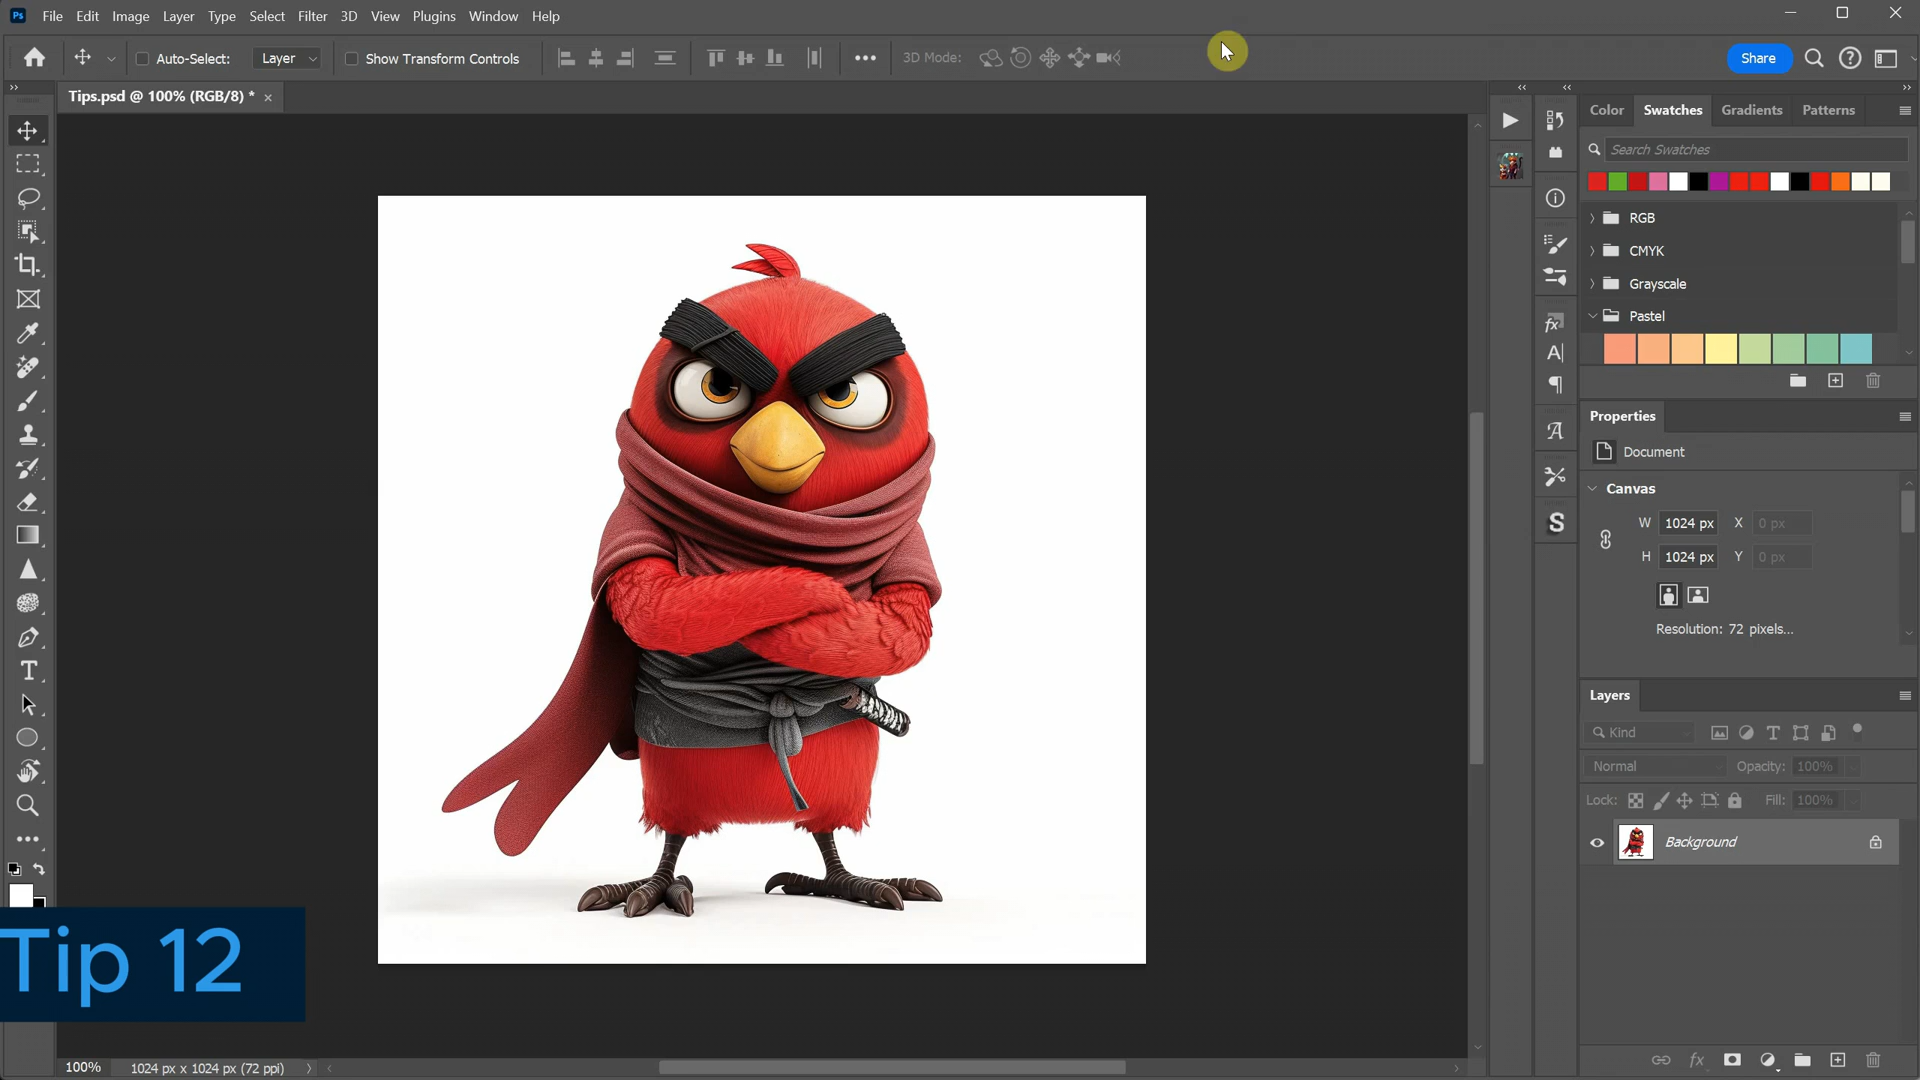 Ps File Edit Image Layer Type Select Filter 3D View Plugins Window Help
Auto-Select: Layer Show Transform Controls 3D Mode: Share
Tips.psd @ 100% (RGB/8) *
Color Swatches Gradients Patterns
Search Swatches
RGB
CMYK
Grayscale
Pastel
Properties
Document
Canvas
W 1024 px X 0 px
H 1024 px Y 0 px
Resolution: 72 pixels...
Layers
Kind
Normal Opacity: 100%
Lock: Fill: 100%
Background
Tip 12
100% 1024 px x 1024 px (72 ppi)